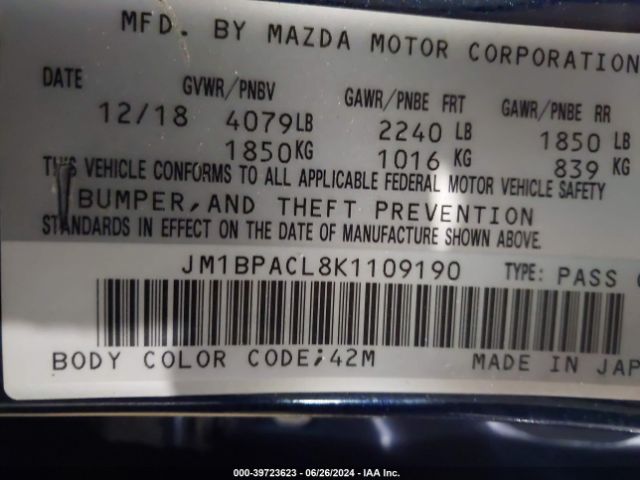 MFD. BY MAZDA MOTOR CORPORATION
DATE GVWR/PNBV GAWR/PNBE FRT GAWR/PNBE RR
12/18 4079LB 2240 LB 1850 LB
1850KG 1016 KG 839 KG
THIS VEHICLE CONFORMS TO ALL APPLICABLE FEDERAL MOTOR VEHICLE SAFETY
BUMPER, AND THEFT PREVENTION
STANDARDS IN EFFECT ON THE DATE OF MANUFACTURE SHOWN ABOVE.
JM1BPACL8K1109190 TYPE: PASS
BODY COLOR CODE;42M MADE IN JAP
000-39723623 - 06/26/2024 - IAA Inc.